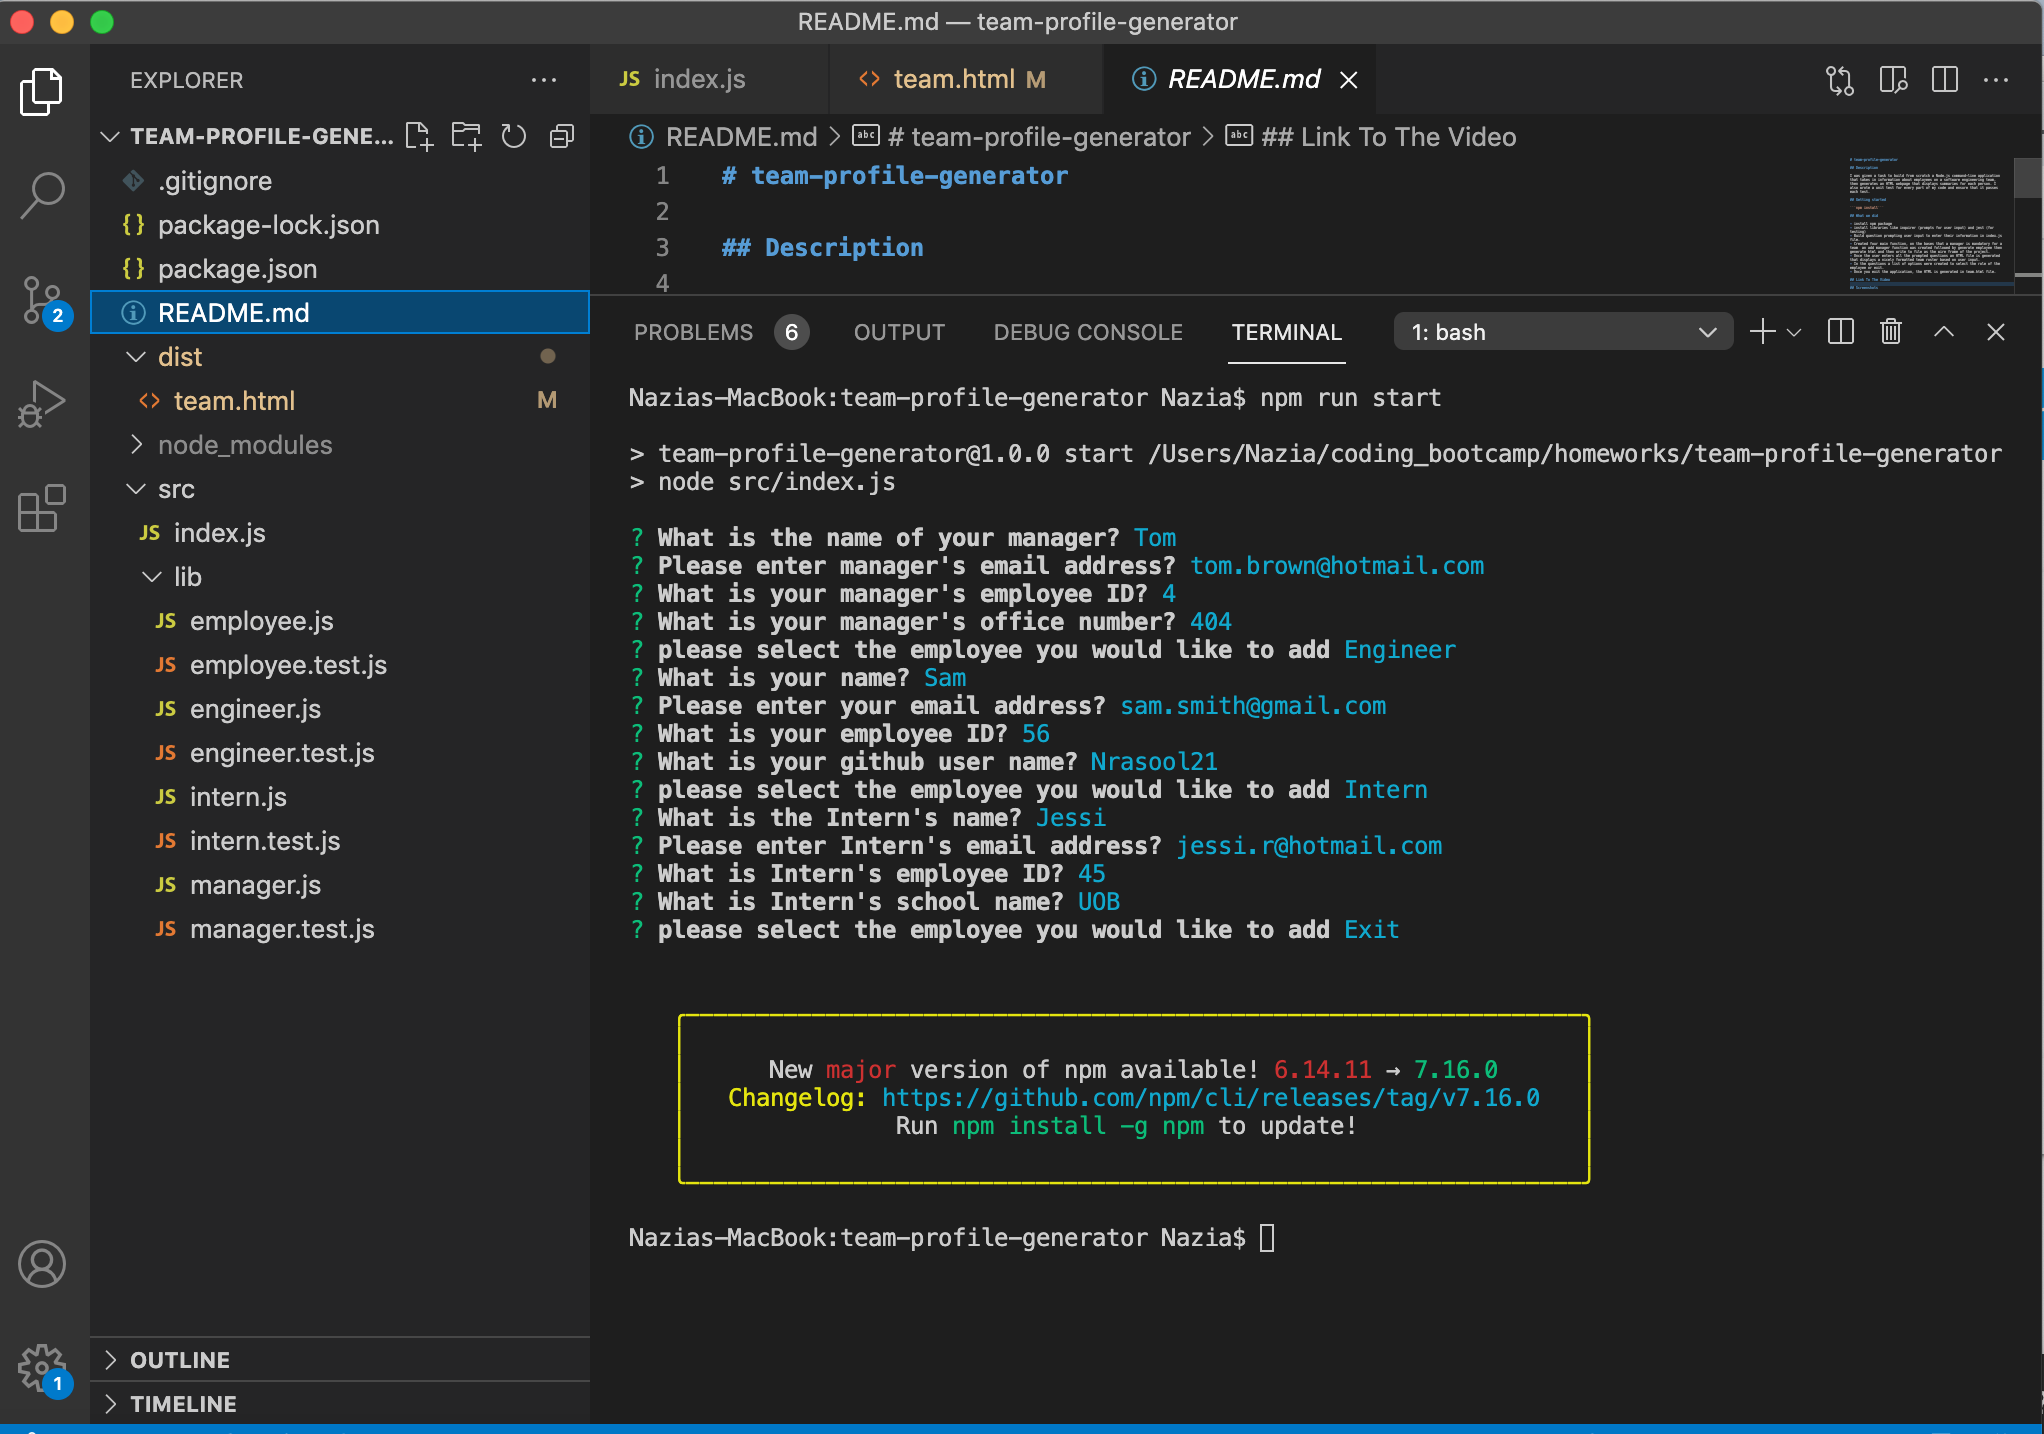 README.md — team-profile-generator
EXPLORER
TEAM-PROFILE-GENE...
.gitignore
package-lock.json
package.json
README.md
dist
team.html M
node_modules
src
JS index.js
lib
JS employee.js
JS employee.test.js
JS engineer.js
JS engineer.test.js
JS intern.js
JS intern.test.js
JS manager.js
JS manager.test.js
OUTLINE
TIMELINE
2
1
JS index.js
team.html M
README.md
README.md > # team-profile-generator > ## Link To The Video
1 # team-profile-generator
2
3 ## Description
4
PROBLEMS 6 OUTPUT DEBUG CONSOLE TERMINAL 1: bash
Nazias-MacBook:team-profile-generator Nazia$ npm run start
> team-profile-generator@1.0.0 start /Users/Nazia/coding_bootcamp/homeworks/team-profile-generator
> node src/index.js
? What is the name of your manager? Tom
? Please enter manager's email address? tom.brown@hotmail.com
? What is your manager's employee ID? 4
? What is your manager's office number? 404
? please select the employee you would like to add Engineer
? What is your name? Sam
? Please enter your email address? sam.smith@gmail.com
? What is your employee ID? 56
? What is your github user name? Nrasool21
? please select the employee you would like to add Intern
? What is the Intern's name? Jessi
? Please enter Intern's email address? jessi.r@hotmail.com
? What is Intern's employee ID? 45
? What is Intern's school name? UOB
? please select the employee you would like to add Exit
New major version of npm available! 6.14.11 → 7.16.0
Changelog: https://github.com/npm/cli/releases/tag/v7.16.0
Run npm install -g npm to update!
Nazias-MacBook:team-profile-generator Nazia$